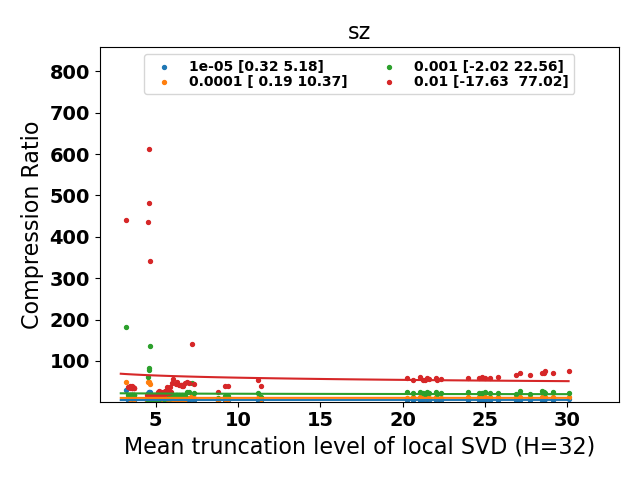 sz
1e-05 [0.32 5.18]
0.0001 [ 0.19 10.37]
0.001 [-2.02 22.56]
0.01 [-17.63  77.02]
Compression Ratio
800
700
600
500
400
300
200
100
5 10 15 20 25 30
Mean truncation level of local SVD (H=32)